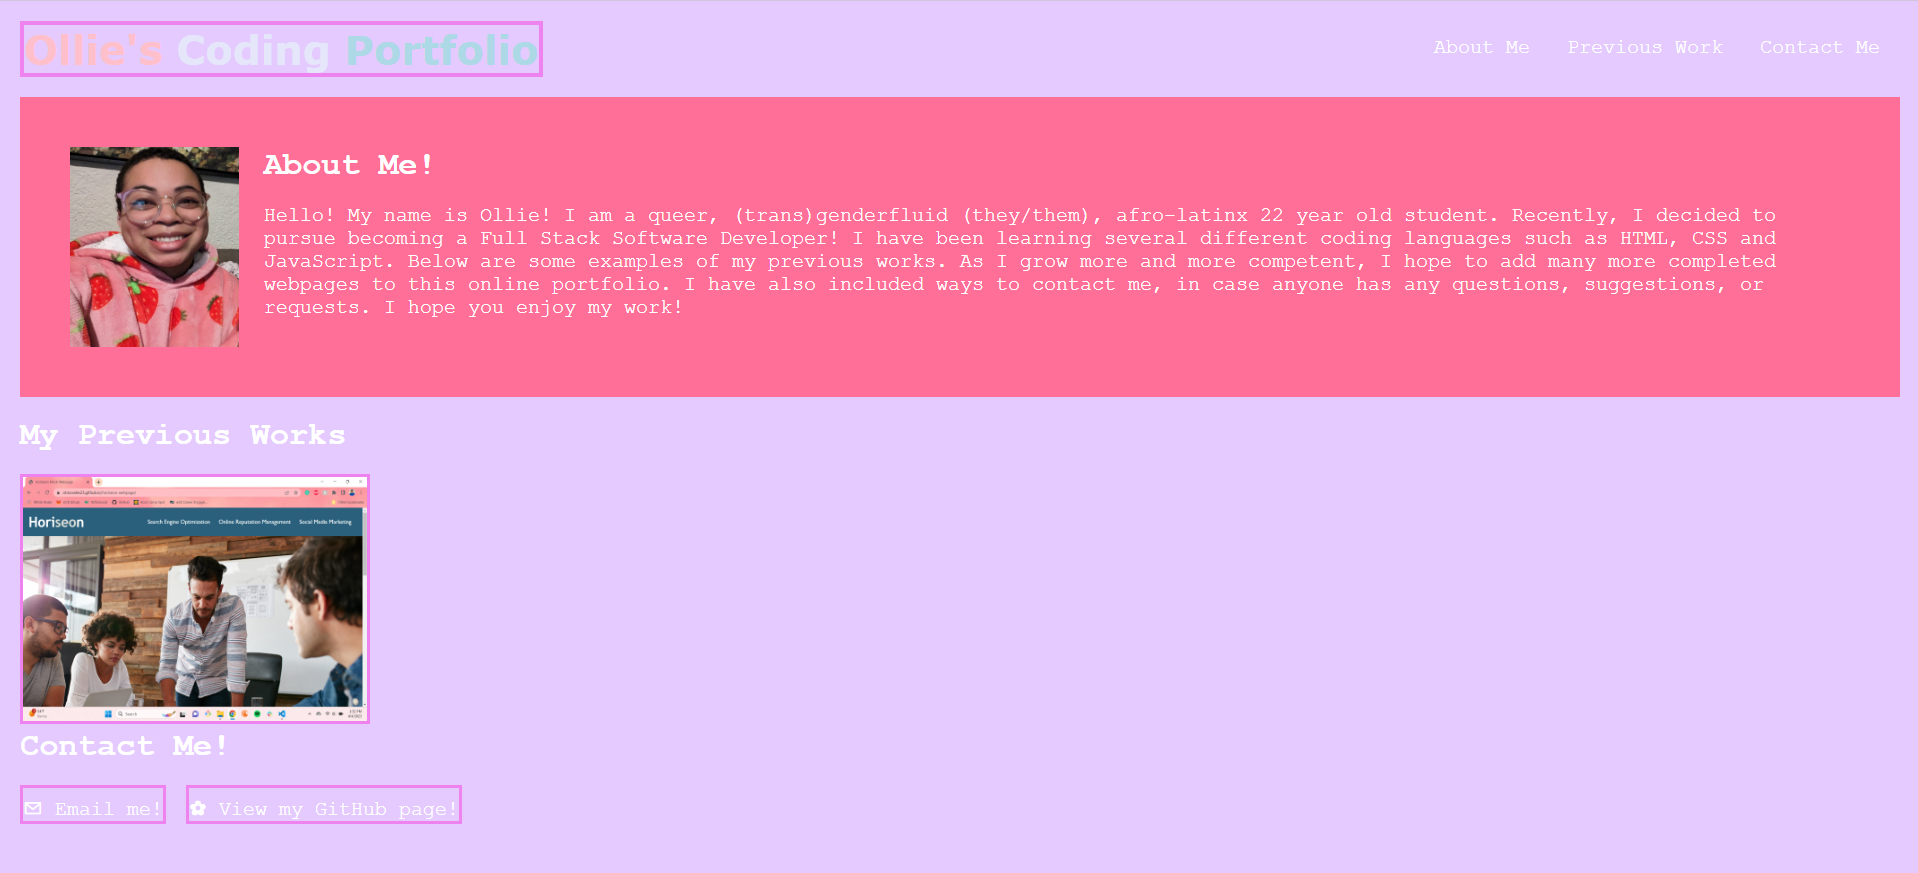 Ollie's Coding Portfolio
About Me Previous Work Contact Me
About Me!
Hello! My name is Ollie! I am a queer, (trans)genderfluid (they/them), afro-latinx 22 year old student. Recently, I decided to
pursue becoming a Full Stack Software Developer! I have been learning several different coding languages such as HTML, CSS and
JavaScript. Below are some examples of my previous works. As I grow more and more competent, I hope to add many more completed
webpages to this online portfolio. I have also included ways to contact me, in case anyone has any questions, suggestions, or
requests. I hope you enjoy my work!
My Previous Works
Horiseon
Search Engine Optimization Online Reputation Management Social Media Marketing
Search
Contact Me!
Email me! View my GitHub page!